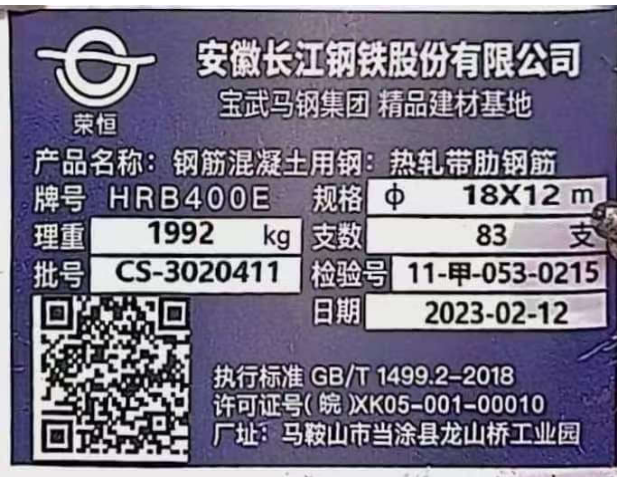 安徽长江钢铁股份有限公司
宝武马钢集团 精品建材基地
荣恒
产品名称：钢筋混凝土用钢：热轧带肋钢筋
牌号 HRB400E 规格 ф 18X12 m
理重 1992 kg 支数 83 支
批号 CS-3020411 检验号 11-甲-053-0215
日期 2023-02-12
执行标准 GB/T 1499.2-2018
许可证号(皖)XK05-001-00010
厂址：马鞍山市当涂县龙山桥工业园